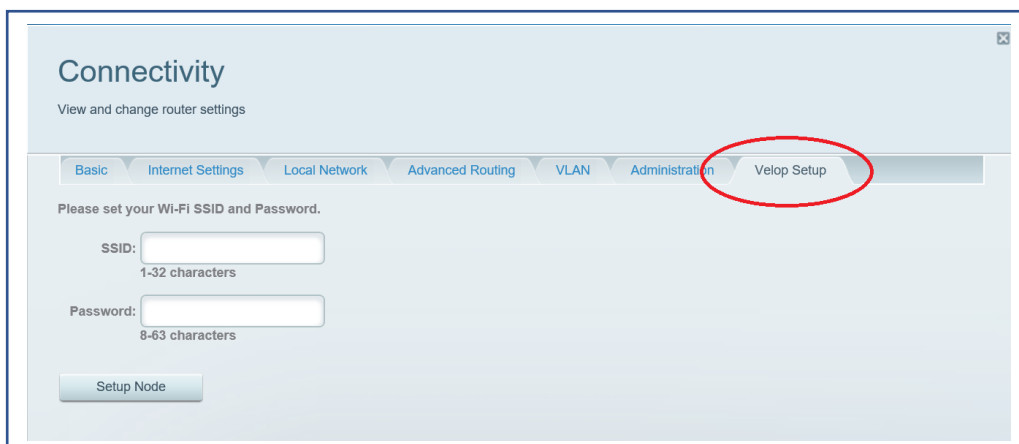 Connectivity
View and change router settings
Basic Internet Settings Local Network Advanced Routing VLAN Administration Velop Setup
Please set your Wi-Fi SSID and Password.
SSID:
1-32 characters
Password:
8-63 characters
Setup Node